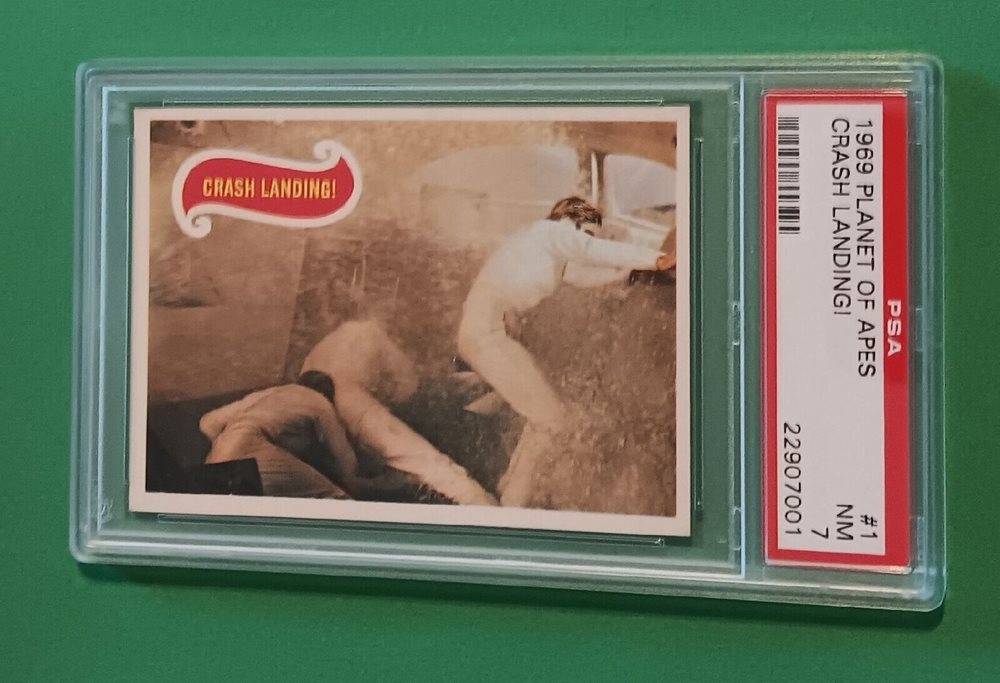 CRASH LANDING!
1969 PLANET OF APES
CRASH LANDING!
#1
NM
7
22907001
PSA